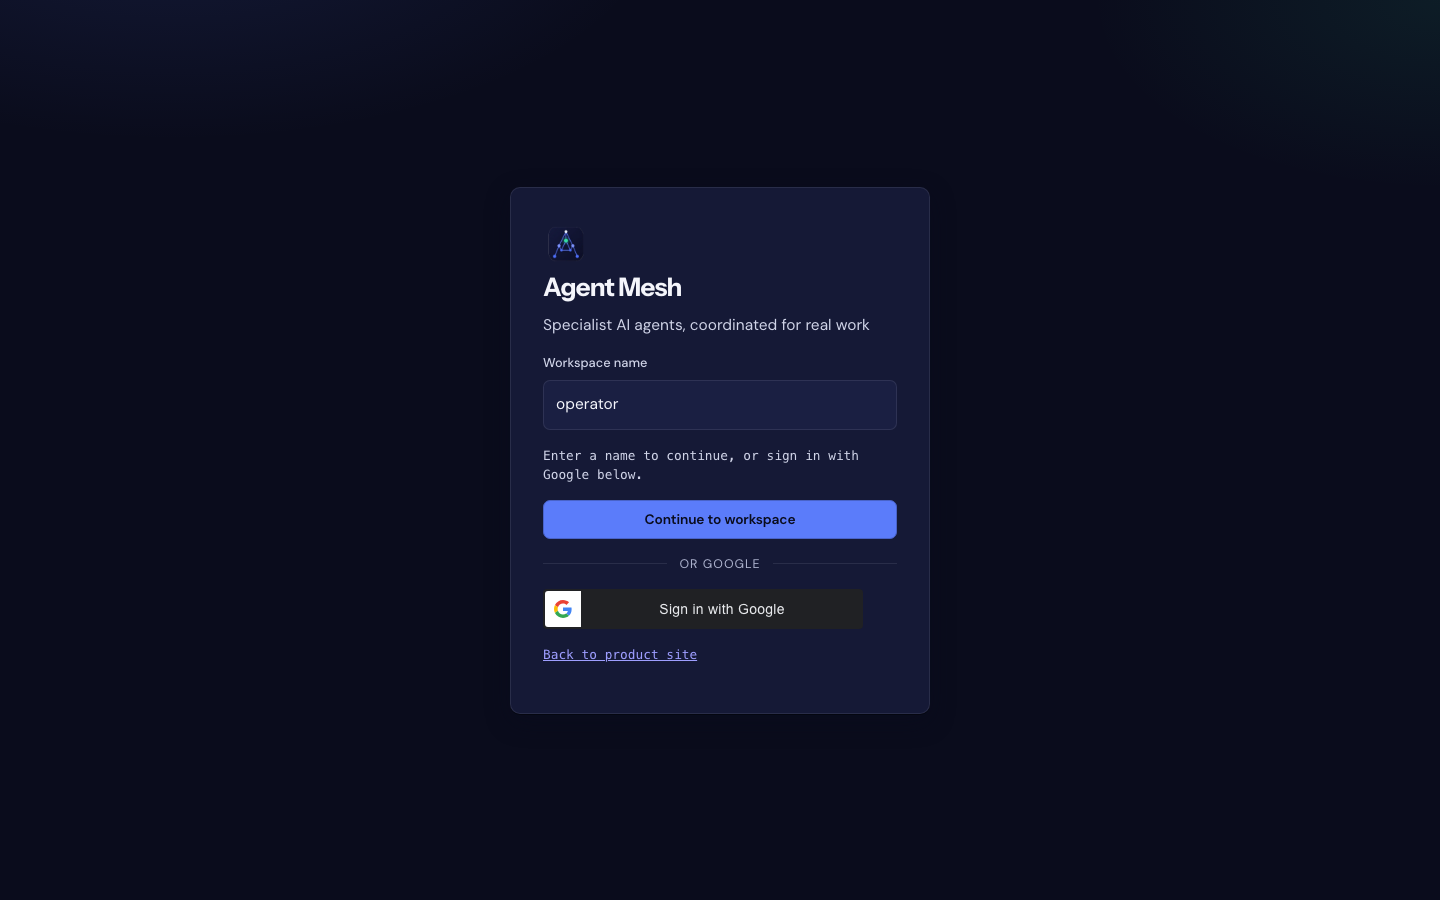 Agent Mesh
Specialist AI agents, coordinated for real work
Workspace name
operator
Enter a name to continue, or sign in with
Google below.
Continue to workspace
OR GOOGLE
Sign in with Google
Back to product site